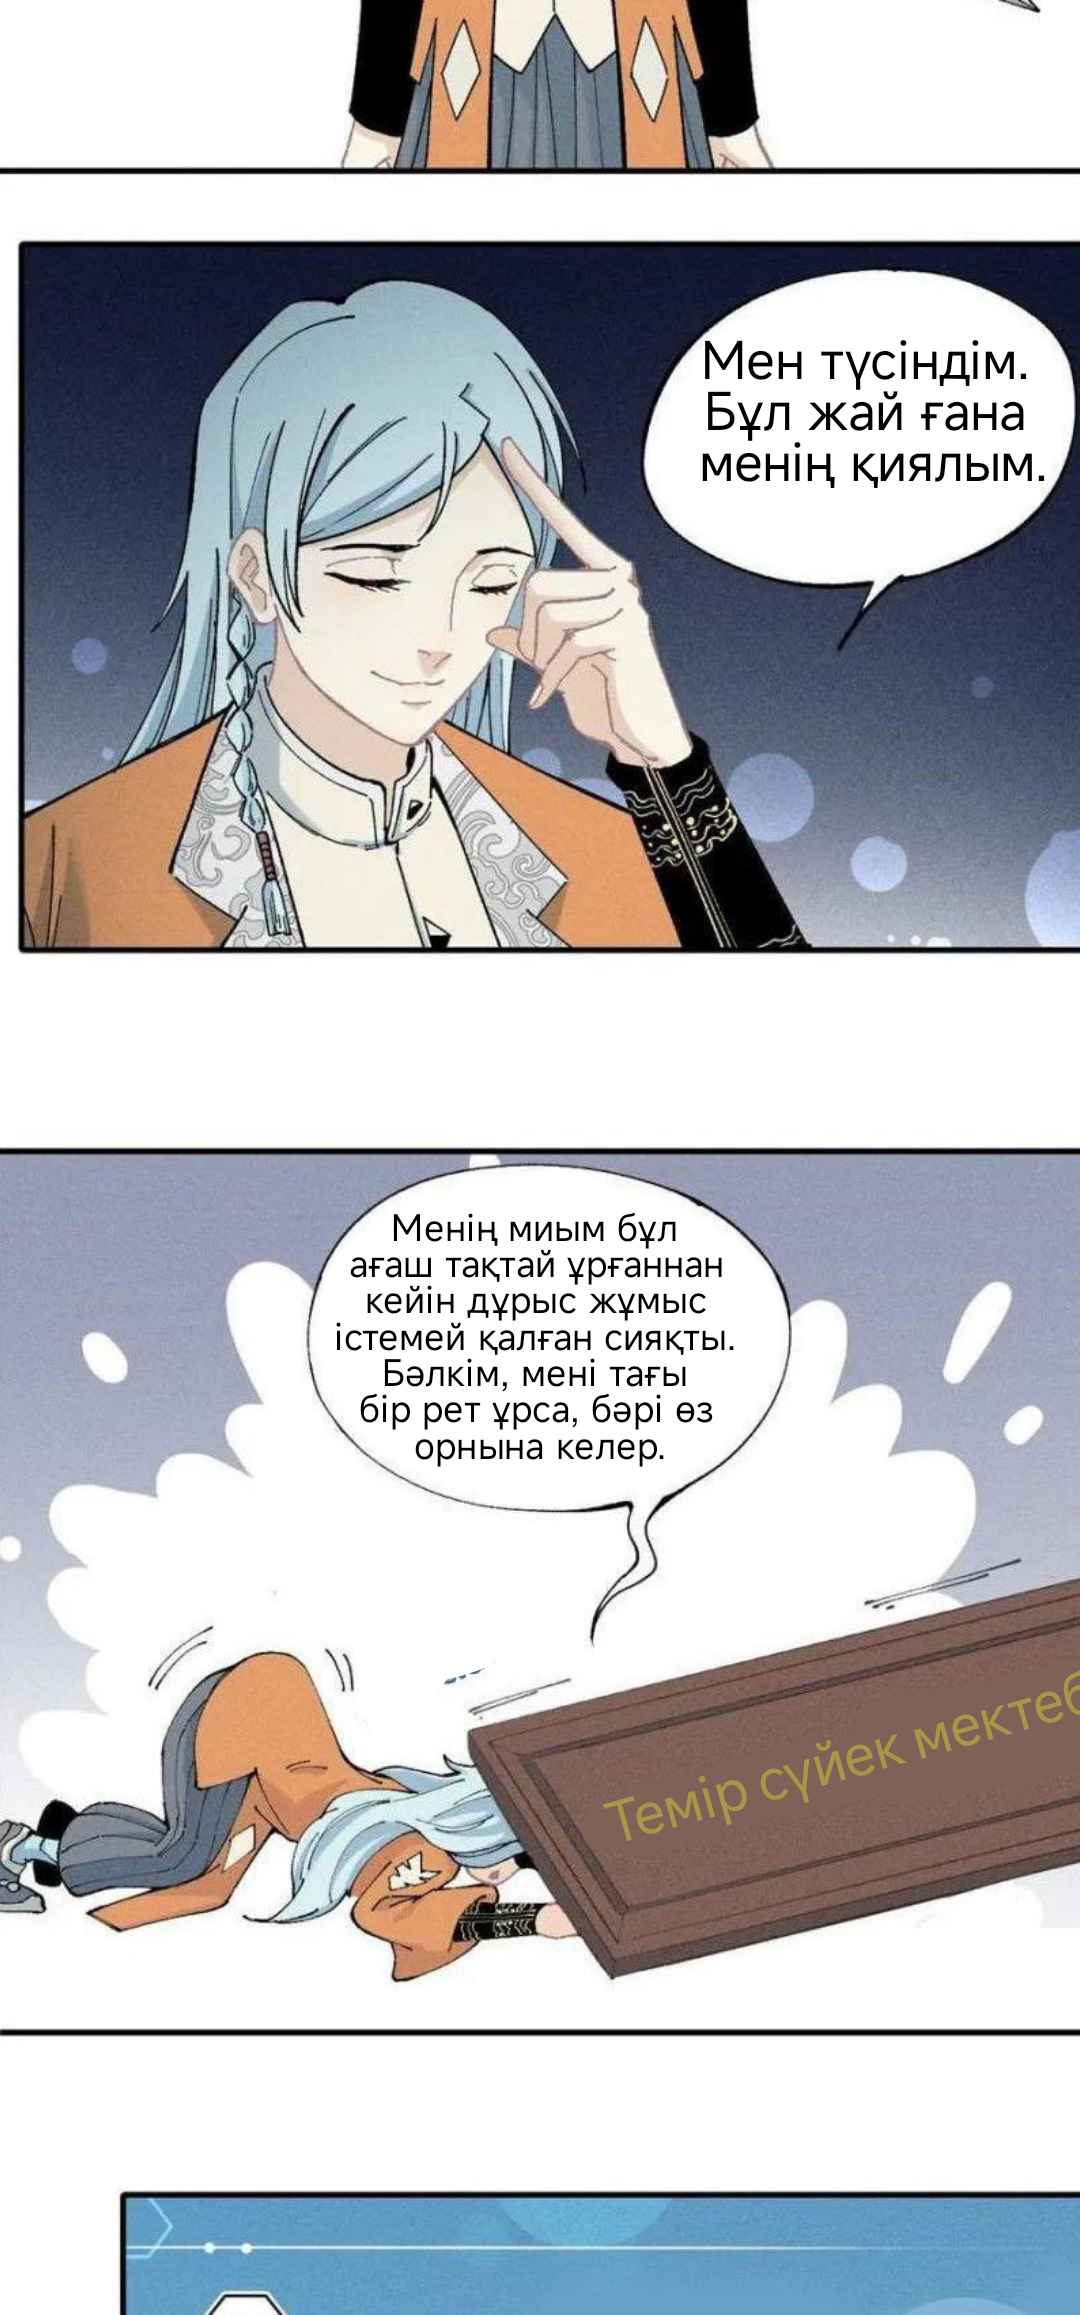 Мен түсіндім.
Бұл жай ғана
менің қиялым.
Менің миым бұл
ағаш тақтай ұрғаннан
кейін дұрыс жұмыс
істемей қалған сияқты.
Бәлкім, мені тағы
бір рет ұрса, бәрі өз
орнына келер.
Темір сүйек мектеб